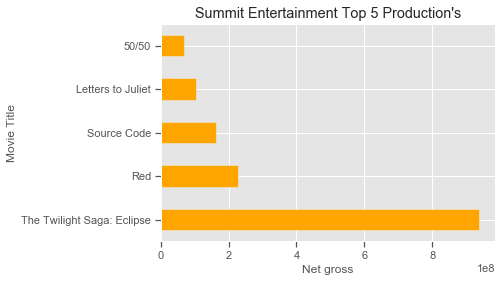 Summit Entertainment Top 5 Production's
50/50
Letters to Juliet
Source Code
Red
The Twilight Saga: Eclipse
Movie Title
0 2 4 6 8
1e8
Net gross